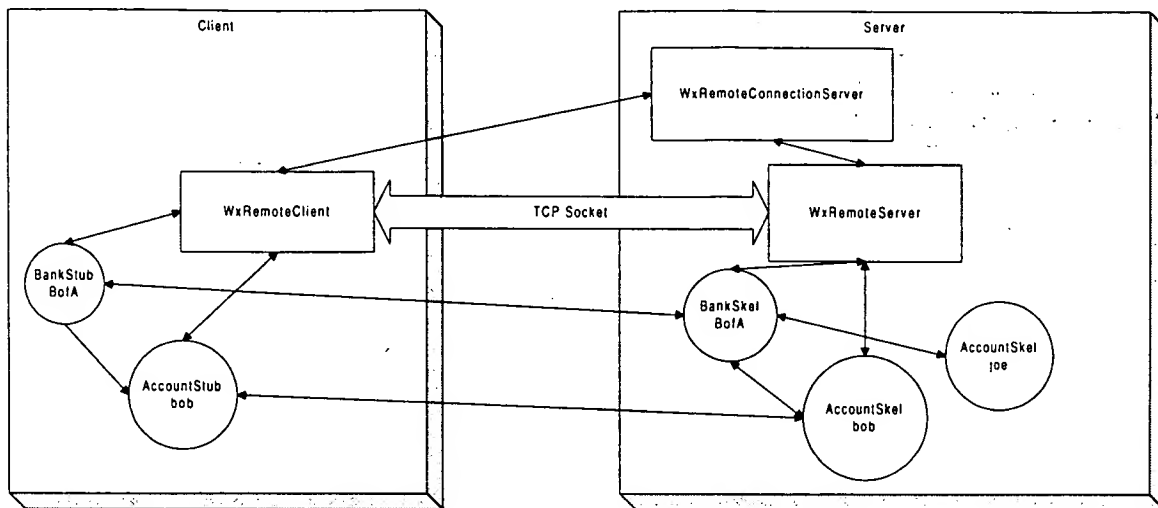 Client
Server
WxRemoteConnectionServer
WxRemoteClient
TCP Socket
WxRemoteServer
BankStub
BofA
BankSkel
BofA
AccountSkel
joe
AccountStub
bob
AccountSkel
bob